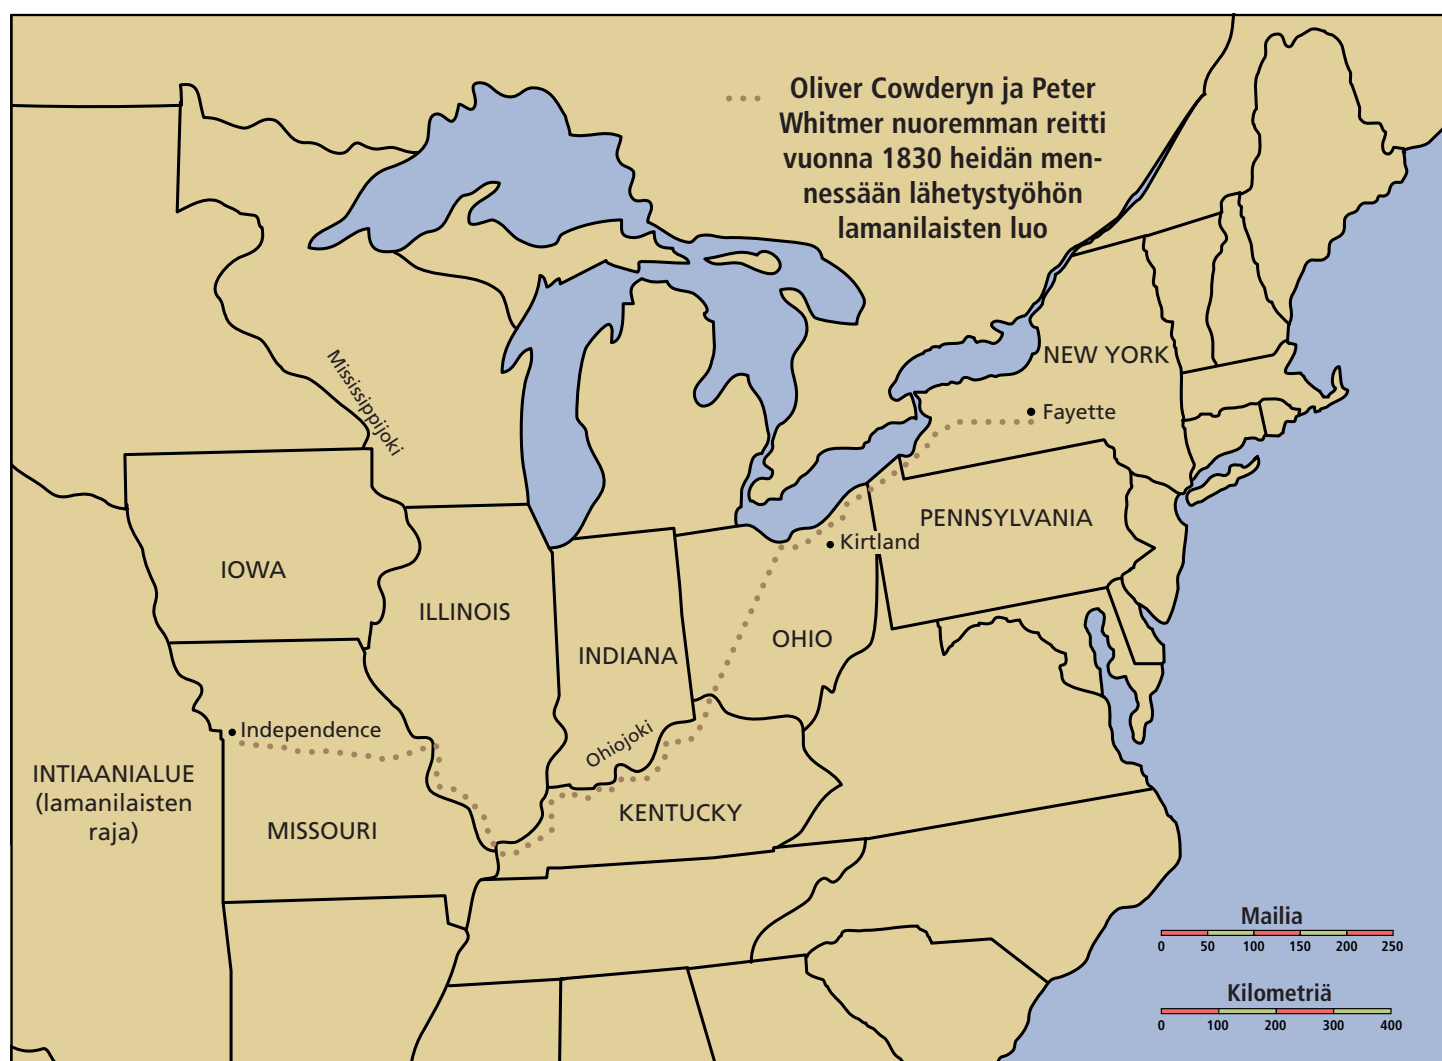 Oliver Cowderyn ja Peter
Whitmer nuoremman reitti
vuonna 1830 heidän men-
nessään lähetystyöhön
lamanilaisten luo
NEW YORK
Mississippijoki
Fayette
PENNSYLVANIA
Kirtland
IOWA
ILLINOIS
INDIANA
OHIO
Independence
Ohiojoki
INTIAANIALUE
(lamanilaisten
raja)
MISSOURI
KENTUCKY
Mailia
0 50 100 150 200 250
Kilometriä
0 100 200 300 400